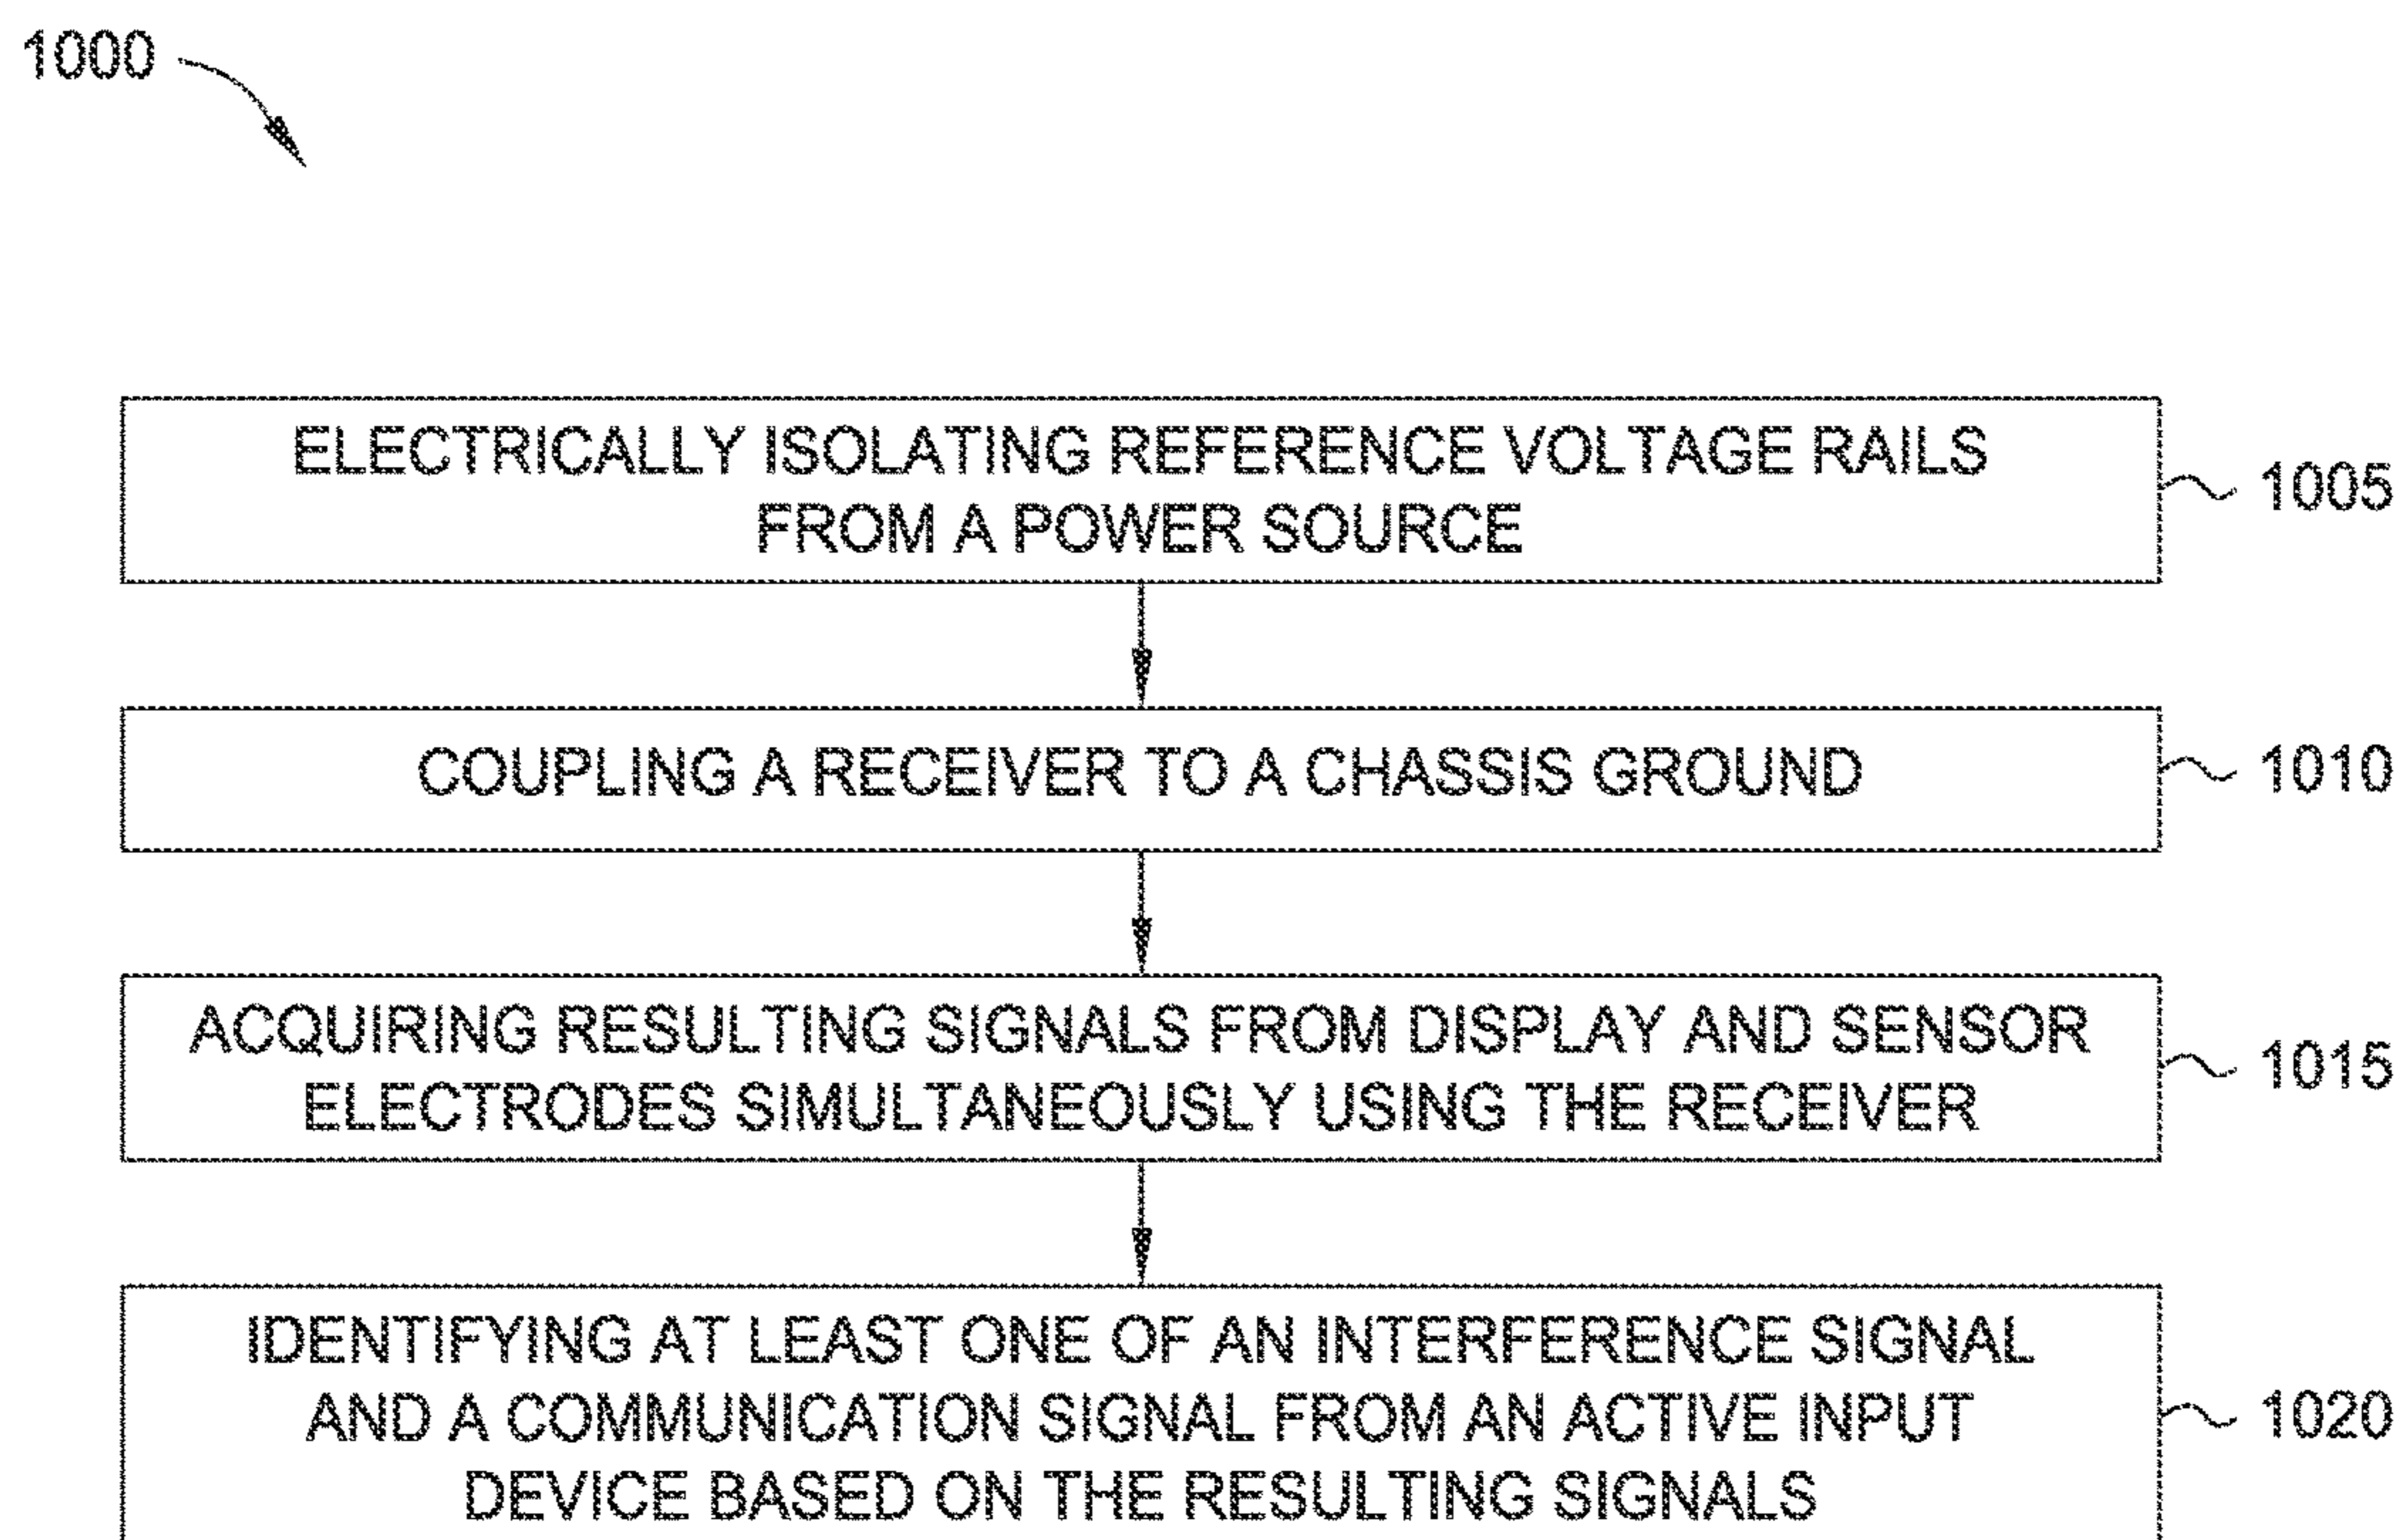 1000
ELECTRICALLY ISOLATING REFERENCE VOLTAGE RAILS
FROM A POWER SOURCE
1005
COUPLING A RECEIVER TO A CHASSIS GROUND
1010
ACQUIRING RESULTING SIGNALS FROM DISPLAY AND SENSOR
ELECTRODES SIMULTANEOUSLY USING THE RECEIVER
1015
IDENTIFYING AT LEAST ONE OF AN INTERFERENCE SIGNAL
AND A COMMUNICATION SIGNAL FROM AN ACTIVE INPUT
DEVICE BASED ON THE RESULTING SIGNALS
1020